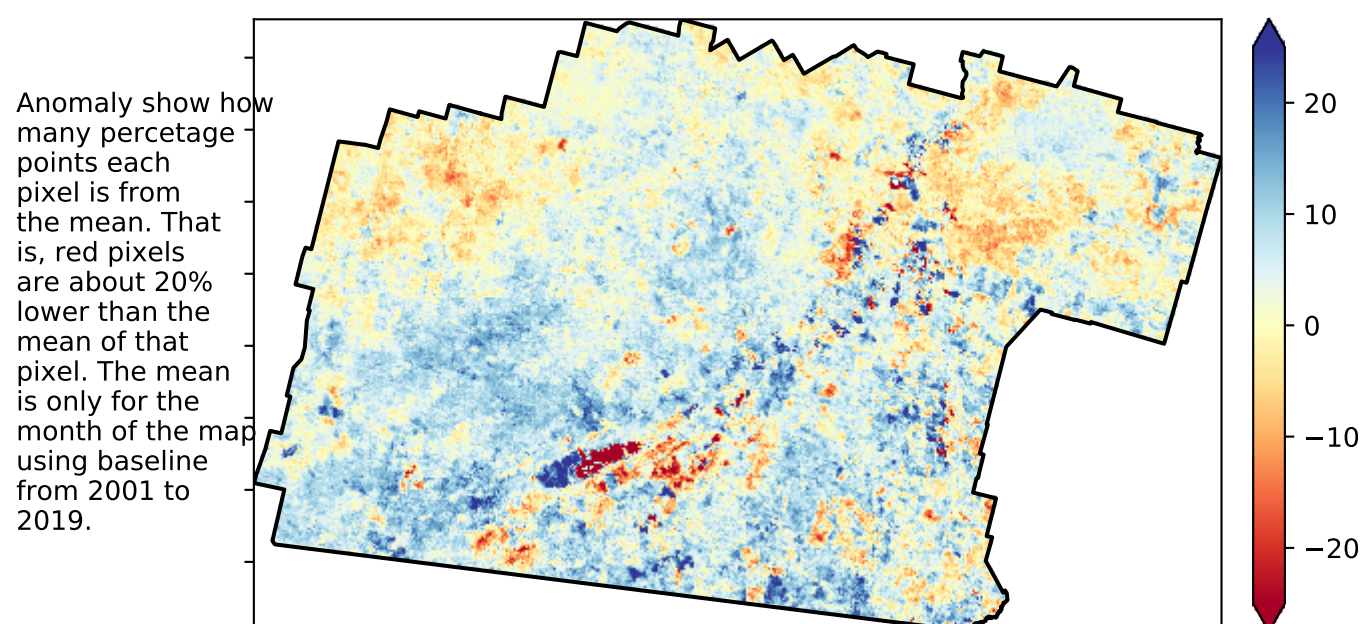 Anomaly show how
many percetage
points each
pixel is from
the mean. That
is, red pixels
are about 20%
lower than the
mean of that
pixel. The mean
is only for the
month of the map
using baseline
from 2001 to
2019.
20
10
0
−10
−20